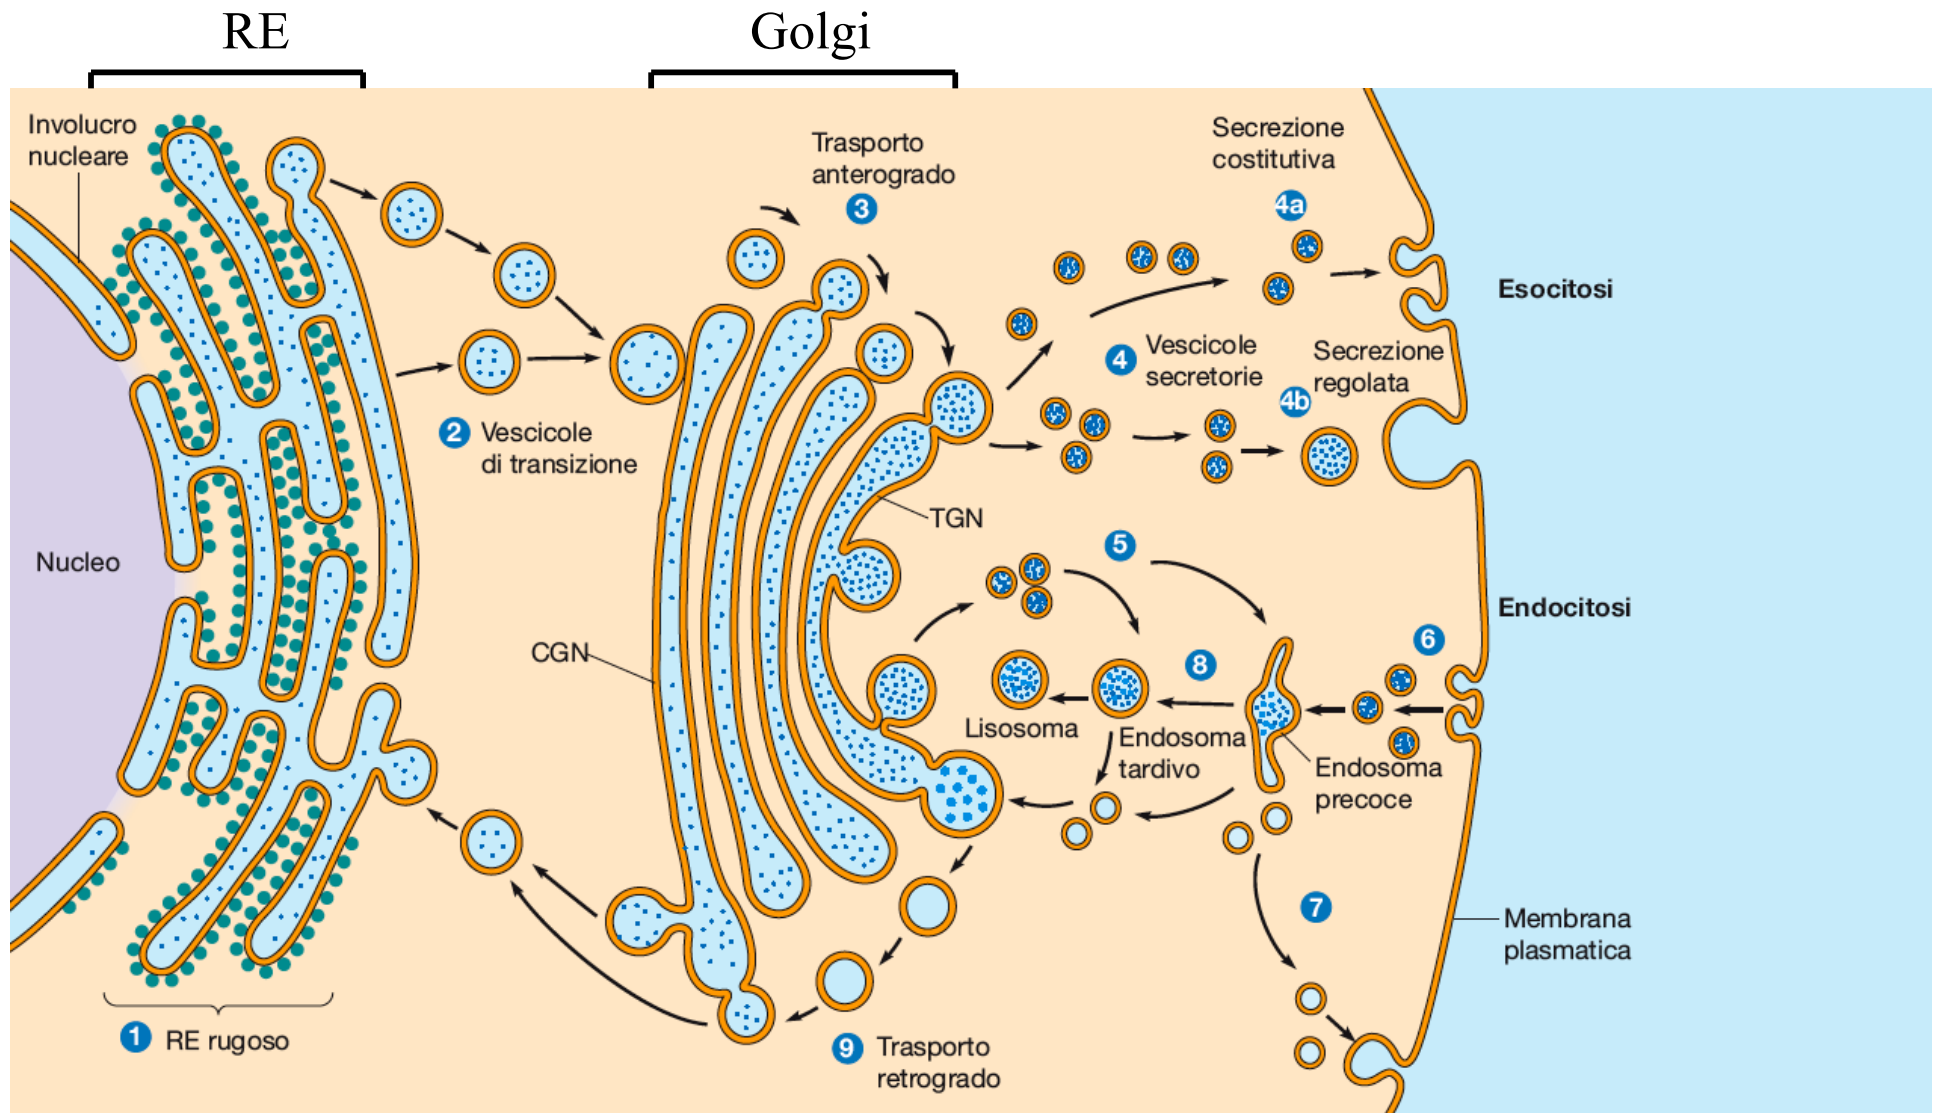 RE
Golgi
Involucro
nucleare
Trasporto
anterogrado
3
Secrezione
costitutiva
4a
Esocitosi
4
Vescicole
secretorie
Secrezione
regolata
4b
2
Vescicole
di transizione
TGN
Nucleo
5
Endocitosi
6
CGN
8
Lisosoma
Endosoma
tardivo
Endosoma
precoce
7
Membrana
plasmatica
1
RE rugoso
9
Trasporto
retrogrado